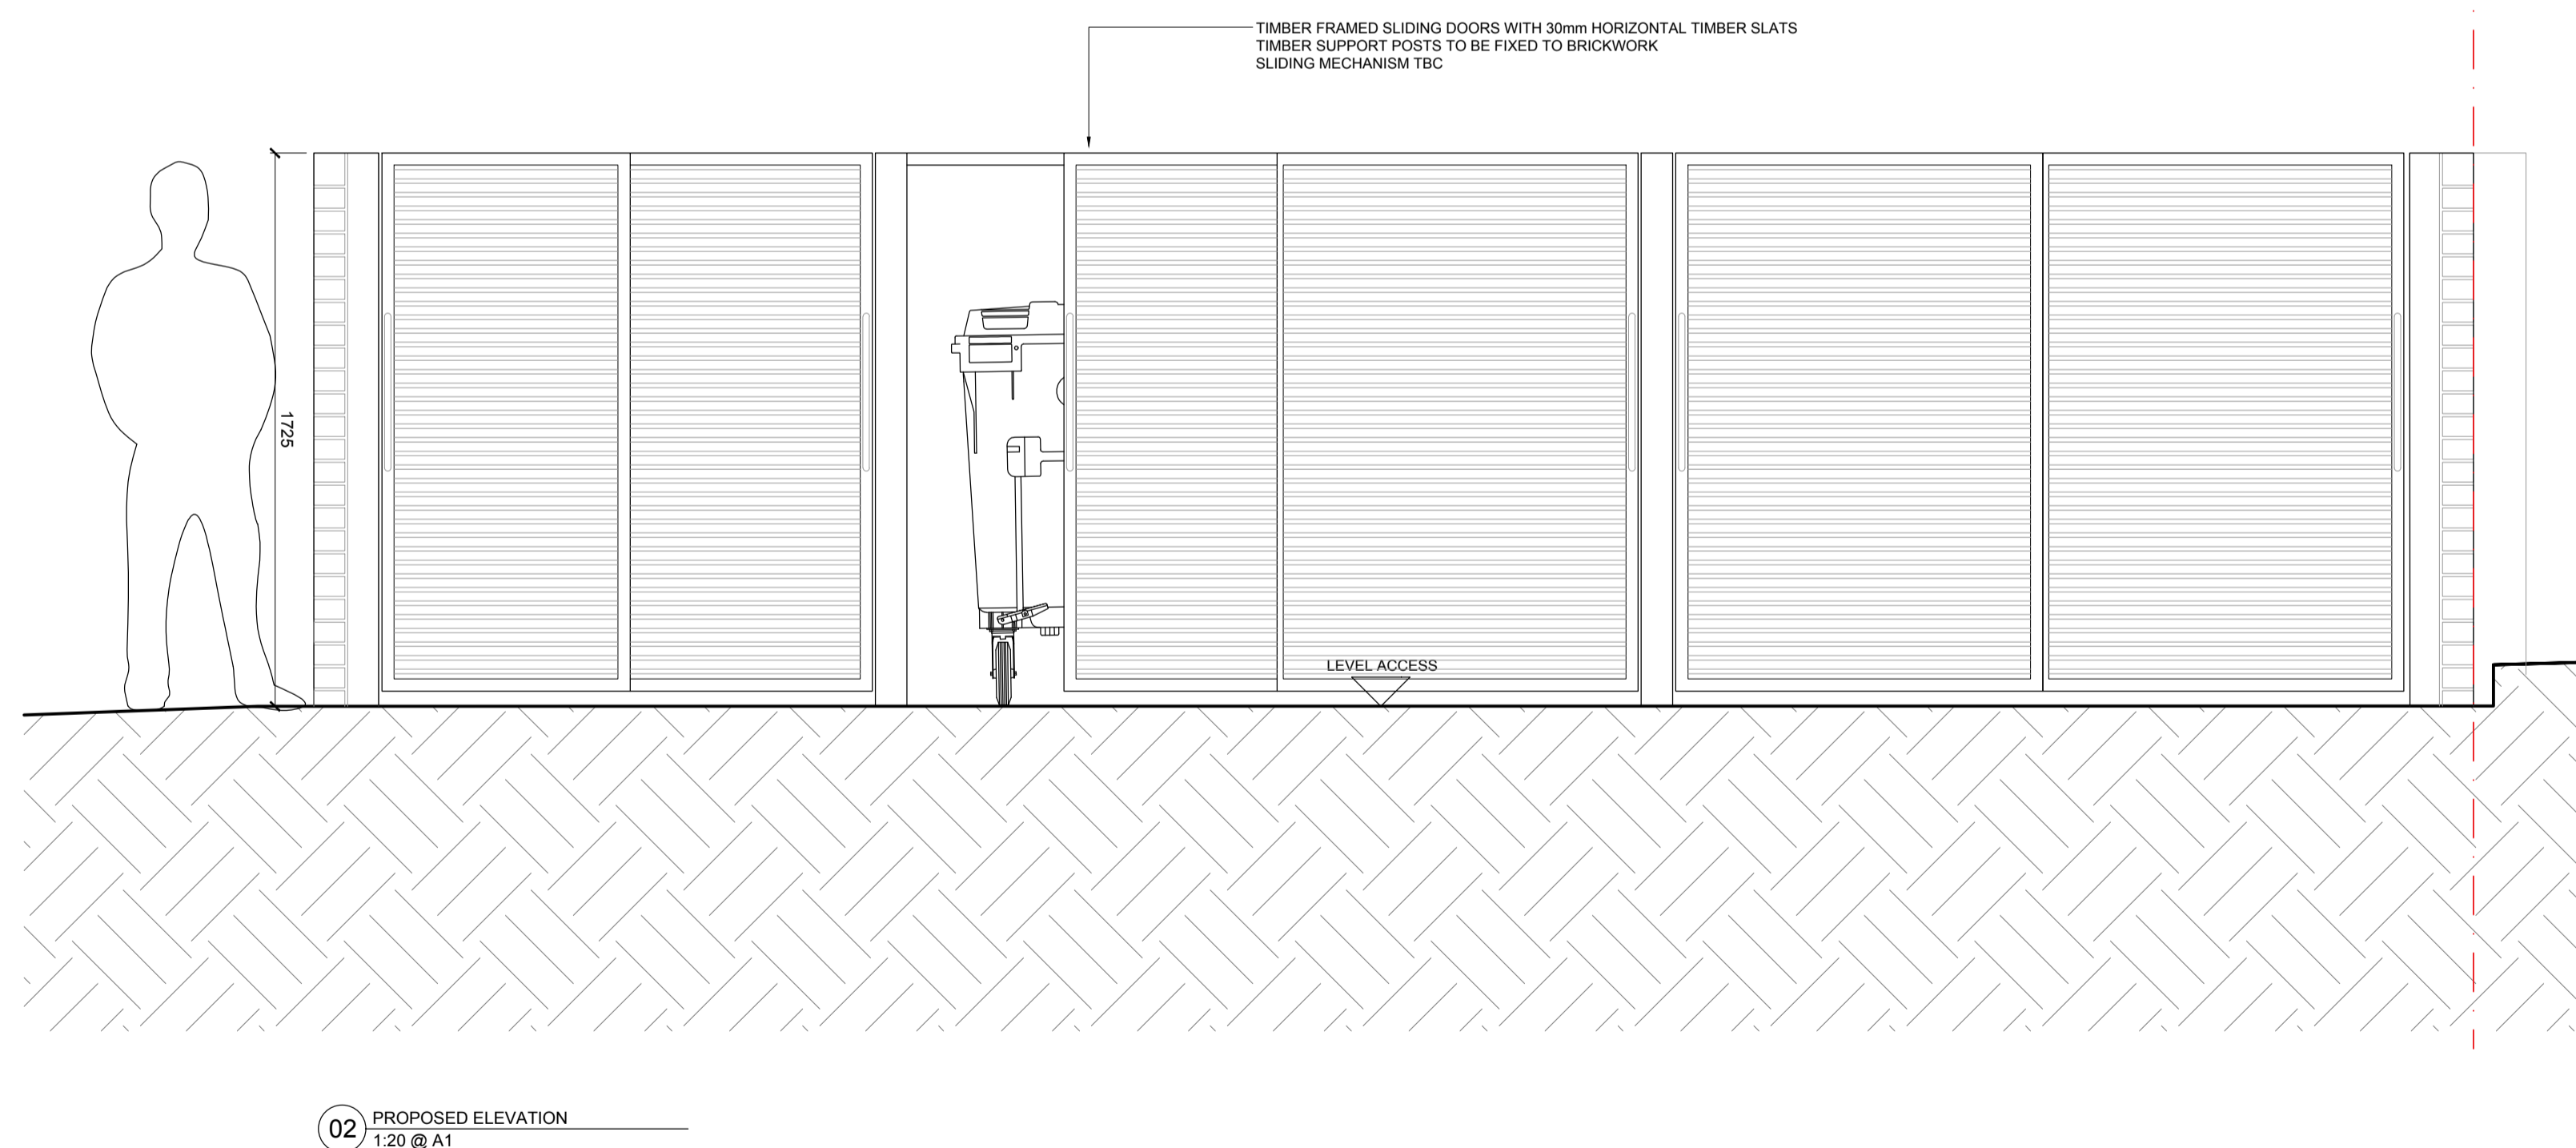 TIMBER FRAMED SLIDING DOORS WITH 30mm HORIZONTAL TIMBER SLATS
TIMBER SUPPORT POSTS TO BE FIXED TO BRICKWORK
SLIDING MECHANISM TBC
1725
LEVEL ACCESS
02
PROPOSED ELEVATION
1:20 @ A1